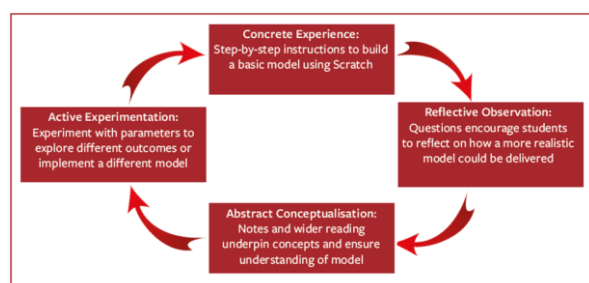 Concrete Experience:
Step-by-step instructions to build
a basic model using Scratch
Reflective Observation:
Questions encourage students
to reflect on how a more realistic
model could be delivered
Abstract Conceptualisation:
Notes and wider reading
underpin concepts and ensure
understanding of model
Active Experimentation:
Experiment with parameters to
explore different outcomes or
implement a different model